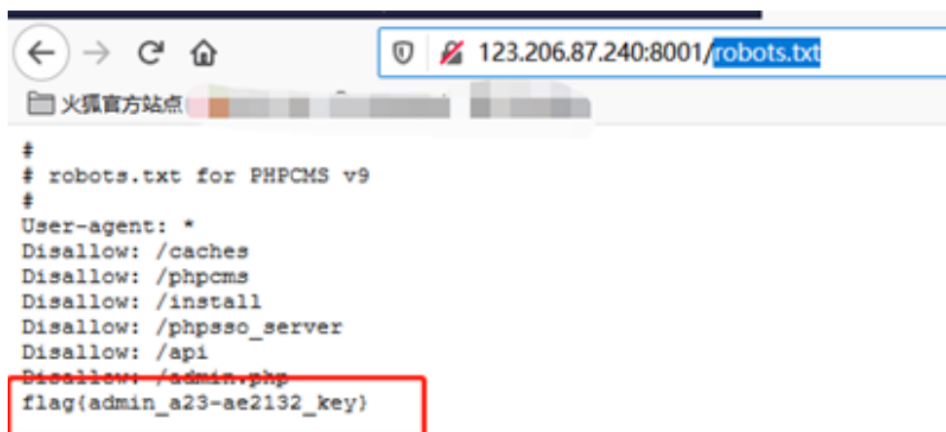 123.206.87.240:8001/robots.txt
火狐官方站点
#
# robots.txt for PHPCMS v9
#
User-agent: *
Disallow: /caches
Disallow: /phpcms
Disallow: /install
Disallow: /phpsso_server
Disallow: /api
Disallow: /admin.php
flag{admin_a23-ae2132_key}